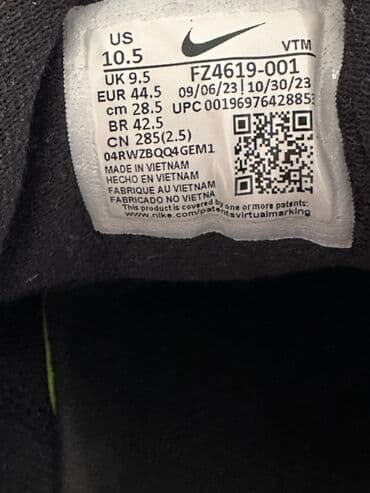 US
10.5
VTM
UK 9.5
FZ4619-001
EUR 44.5
09/06/23 | 10/30/23
cm 28.5
UPC 00196976428853
BR 42.5
CN 285(2.5)
04RWZBQQ4GEM1
MADE IN VIETNAM
HECHO EN VIETNAM
FABRIQUE AU VIETNAM
FABRICADO NO VIETNA
This product is covered by one or more patents:
www.nike.com/patentsvirtualmarking